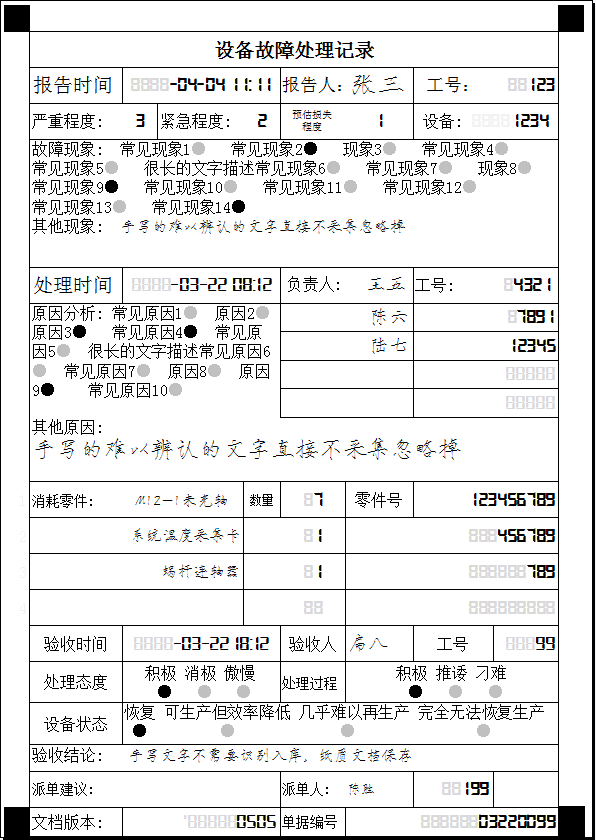 设备故障处理记录
报告时间 8888-04-04 11:11 报告人: 张三 工号: 88123
严重程度: 3 紧急程度: 2 预估损失程度 1 设备: 88881234
故障现象: 常见现象1 常见现象2 现象3 常见现象4
常见现象5 很长的文字描述常见现象6 常见现象7 现象8
常见现象9 常见现象10 常见现象11 常见现象12
常见现象13 常见现象14
其他现象: 手写的难以辨认的文字直接不采集忽略掉
处理时间 8888-03-22 08:12 负责人: 王五 工号: 84321
陈六 87891
陆七 12345
88888
88888
原因分析: 常见原因1 原因2
原因3 常见原因4 常见原
因5 很长的文字描述常见原因6
常见原因7 原因8 原因
9 常见原因10
其他原因:
手写的难以辨认的文字直接不采集忽略掉
1 消耗零件: M12-1未光轴 数量 87 零件号 123456789
2 系统温度采集卡 81 888456789
3 蜗杆连轴器 81 888888789
4 88 888888888
验收时间 8888-03-22 18:12 验收人 扁八 工号 88899
处理态度 积极 消极 傲慢 处理过程 积极 推诿 刁难
设备状态 恢复 可生产但效率降低 几乎难以再生产 完全无法恢复生产
验收结论: 手写文字不需要识别入库，纸质文档保存
派单建议: 派单人: 陈胜 88199
文档版本: 888880505 单据编号 88888803220099